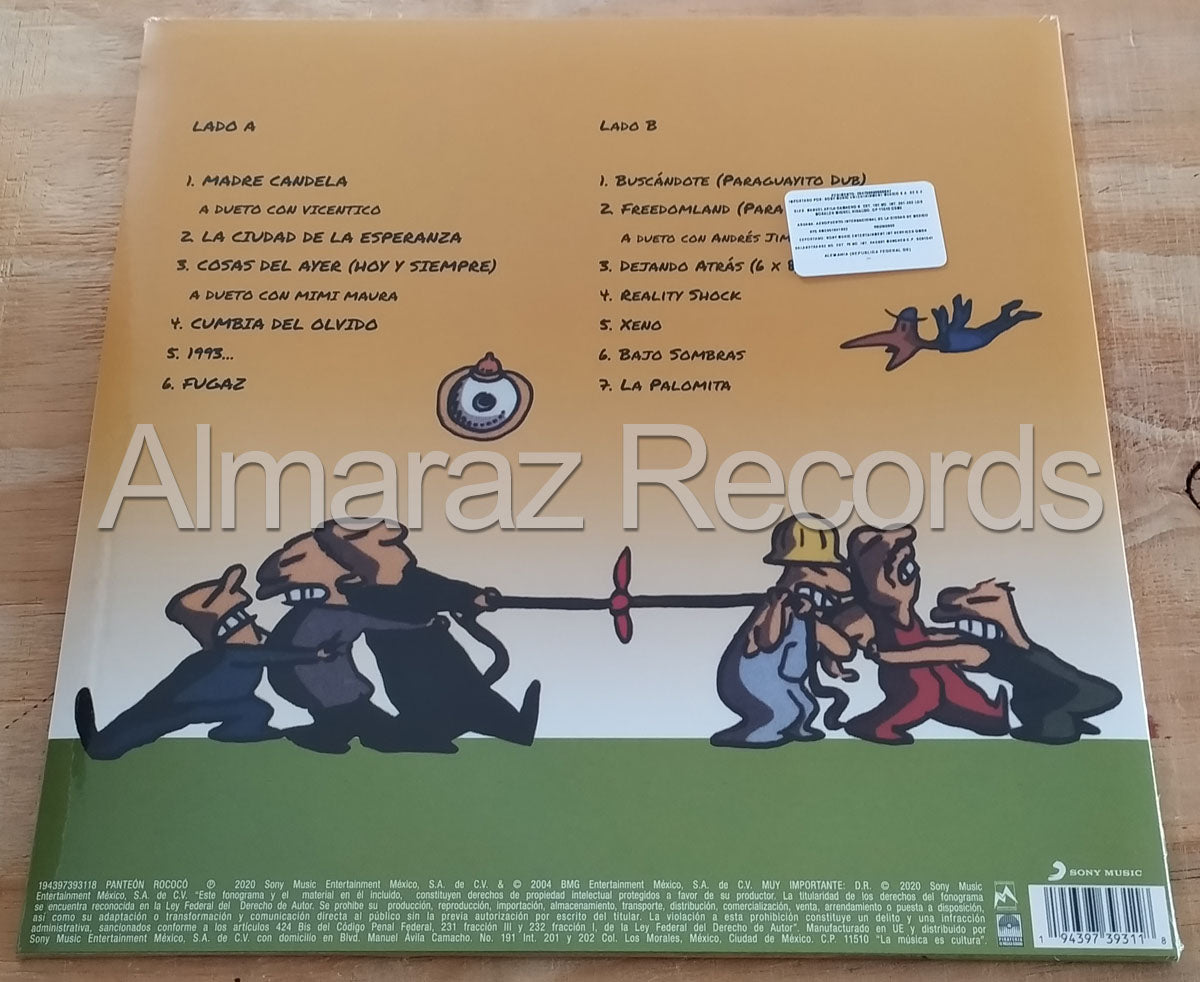 LADO A
1. MADRE CANDELA
A DUETO CON VICENTICO
2. LA CIUDAD DE LA ESPERANZA
3. COSAS DEL AYER (HOY Y SIEMPRE)
A DUETO CON MIMI MAURA
4. CUMBIA DEL OLVIDO
5. 1993...
6. FUGAZ
LADO B
1. BUSCÁNDOTE (PARAGUAYITO DUB)
2. FREEDOMLAND (PARA
A DUETO CON ANDRÉS JIM
3. DEJANDO ATRÁS (6 X 8
4. REALITY SHOCK
5. XENO
6. BAJO SOMBRAS
7. LA PALOMITA
ALEMANIA (REPUBLICA FEDERAL DE)
Almaraz Records
194397393118 PANTEÓN ROCOCÓ ℗ 2020 Sony Music Entertainment México, S.A. de C.V. & © 2004 BMG Entertainment México, S.A. de C.V. MUY IMPORTANTE: D.R. © 2020 Sony Music
Entertainment México, S.A. de C.V. "Este fonograma y el material en él incluido, constituyen derechos de propiedad intelectual protegidos a favor de su productor. La titularidad de los derechos del fonograma
se encuentra reconocida en la Ley Federal del Derecho de Autor. Se prohibe su producción, reproducción, importación, almacenamiento, transporte, distribución, comercialización, venta, arrendamiento o puesta a disposición,
así como su adaptación o transformación y comunicación directa al público sin la previa autorización por escrito del titular. La violación a esta prohibición constituye un delito y una infracción
administrativa, sancionados conforme a los artículos 424 Bis del Código Penal Federal, 231 fracción III y 232 fracción I, de la Ley Federal del Derecho de Autor". Manufacturado en UE y distribuido por
Sony Music Entertainment México, S.A. de C.V. con domicilio en Blvd. Manuel Ávila Camacho. No. 191 Int. 201 y 202 Col. Los Morales, México, Ciudad de México. C.P. 11510 "La música es cultura".
SONY MUSIC
1 94397 39311 8